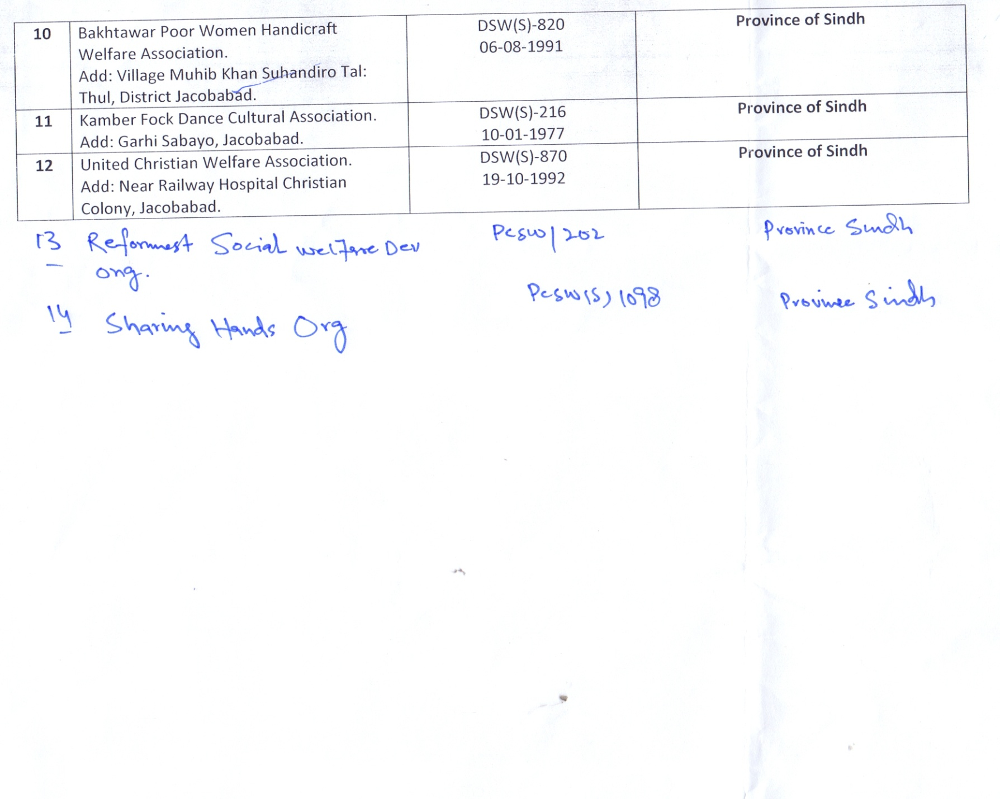 10 Bakhtawar Poor Women Handicraft DSW(S)-820 Province of Sindh
Welfare Association. 06-08-1991
Add: Village Muhib Khan Suhandiro Tal:
Thul, District Jacobabad.
11 Kamber Fock Dance Cultural Association. DSW(S)-216 Province of Sindh
Add: Garhi Sabayo, Jacobabad. 10-01-1977
12 United Christian Welfare Association. DSW(S)-870 Province of Sindh
Add: Near Railway Hospital Christian 19-10-1992
Colony, Jacobabad.
13 Reformest Social welfare Dev Pcsw/202 Province Sindh
ong.
14 Sharing Hands Org Pcsw(S) 1098 Province Sindh